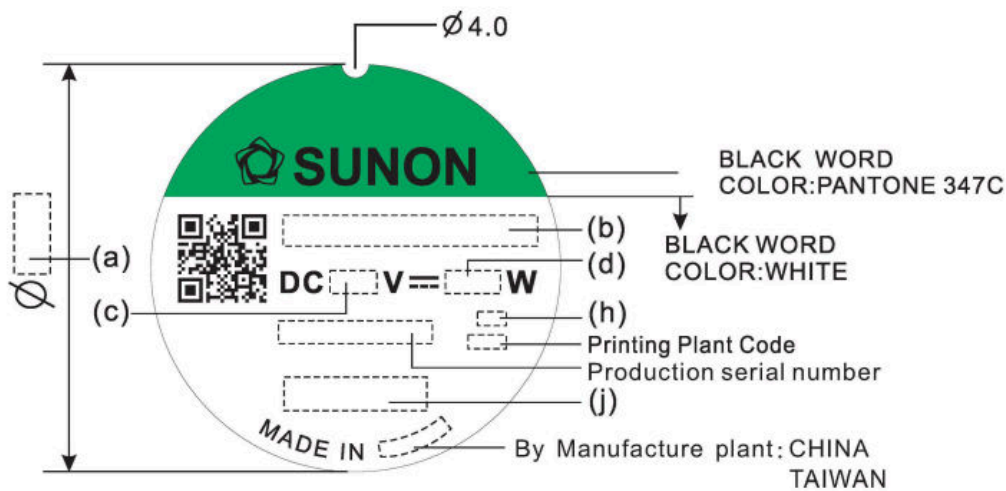 Ø4.0
SUNON
BLACK WORD
COLOR:PANTONE 347C
BLACK WORD
COLOR:WHITE
(a)
Ø
(b)
(d)
DC V⎓ W
(c)
(h)
Printing Plant Code
Production serial number
(j)
MADE IN
By Manufacture plant: CHINA
TAIWAN